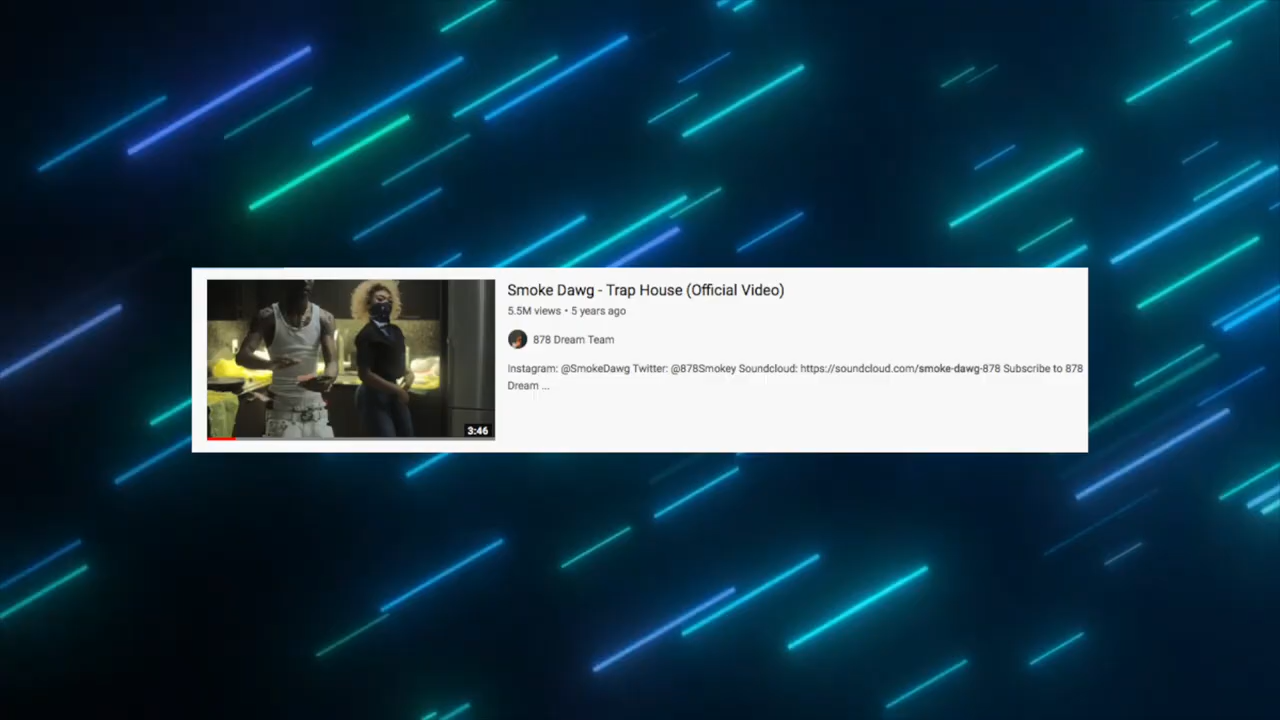 Smoke Dawg - Trap House (Official Video)
5.5M views • 5 years ago
878 Dream Team
Instagram: @SmokeDawg Twitter: @878Smokey Soundcloud: https://soundcloud.com/smoke-dawg-878 Subscribe to 878
Dream ...
3:46